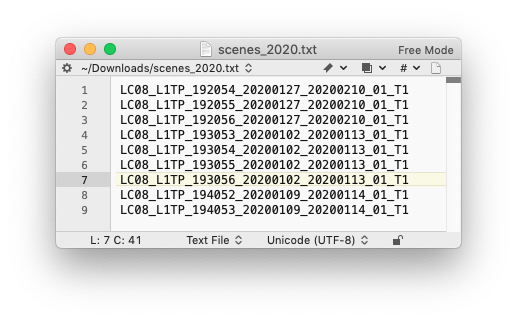 scenes_2020.txt
Free Mode
~/Downloads/scenes_2020.txt
#
1 LC08_L1TP_192054_20200127_20200210_01_T1
2 LC08_L1TP_192055_20200127_20200210_01_T1
3 LC08_L1TP_192056_20200127_20200210_01_T1
4 LC08_L1TP_193053_20200102_20200113_01_T1
5 LC08_L1TP_193054_20200102_20200113_01_T1
6 LC08_L1TP_193055_20200102_20200113_01_T1
7 LC08_L1TP_193056_20200102_20200113_01_T1
8 LC08_L1TP_194052_20200109_20200114_01_T1
9 LC08_L1TP_194053_20200109_20200114_01_T1
L: 7 C: 41
Text File
Unicode (UTF-8)